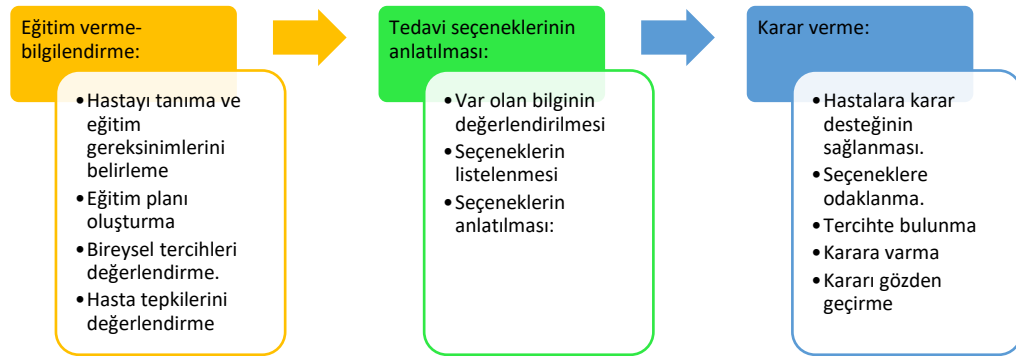 Eğitim verme-
bilgilendirme:
•Hastayı tanıma ve
eğitim
gereksinimlerini
belirleme
•Eğitim planı
oluşturma
•Bireysel tercihleri
değerlendirme.
•Hasta tepkilerini
değerlendirme
Tedavi seçeneklerinin
anlatılması:
•Var olan bilginin
değerlendirilmesi
•Seçeneklerin
listelenmesi
•Seçeneklerin
anlatılması:
Karar verme:
•Hastalara karar
desteğinin
sağlanması.
•Seçeneklere
odaklanma.
•Tercihte bulunma
•Karara varma
•Kararı gözden
geçirme